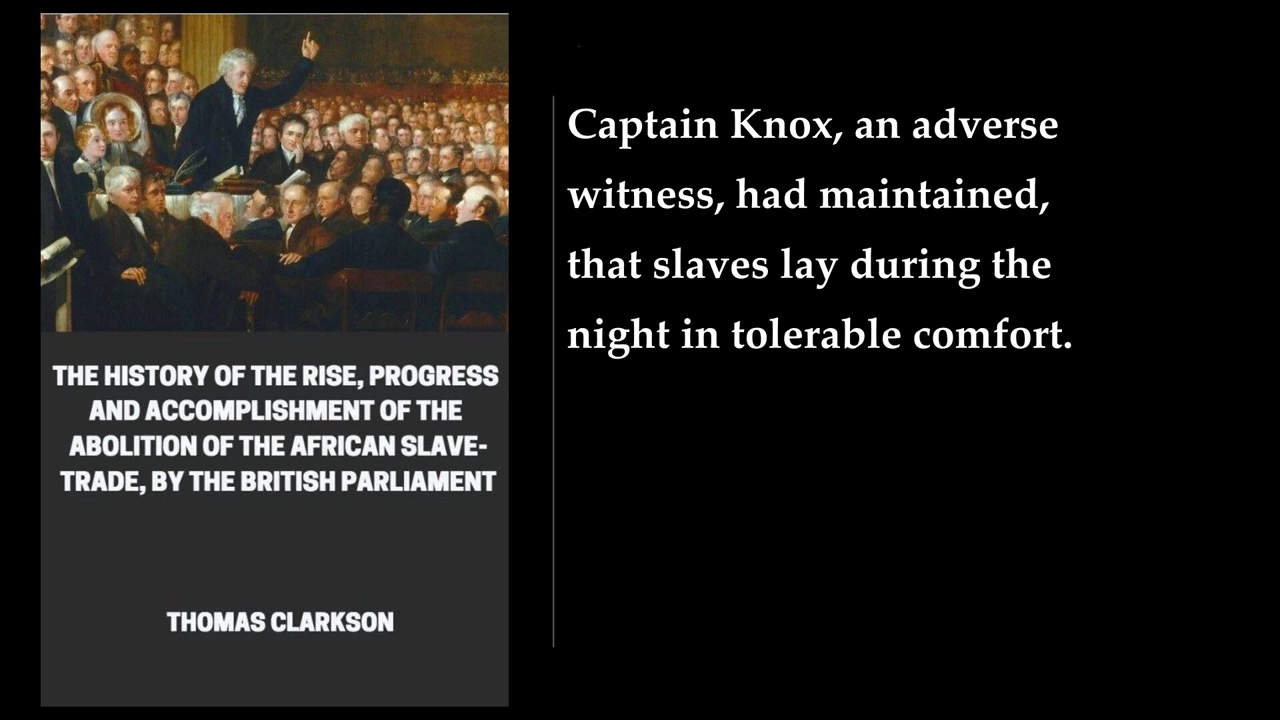 THE HISTORY OF THE RISE, PROGRESS
AND ACCOMPLISHMENT OF THE
ABOLITION OF THE AFRICAN SLAVE-
TRADE, BY THE BRITISH PARLIAMENT
THOMAS CLARKSON
Captain Knox, an adverse
witness, had maintained,
that slaves lay during the
night in tolerable comfort.